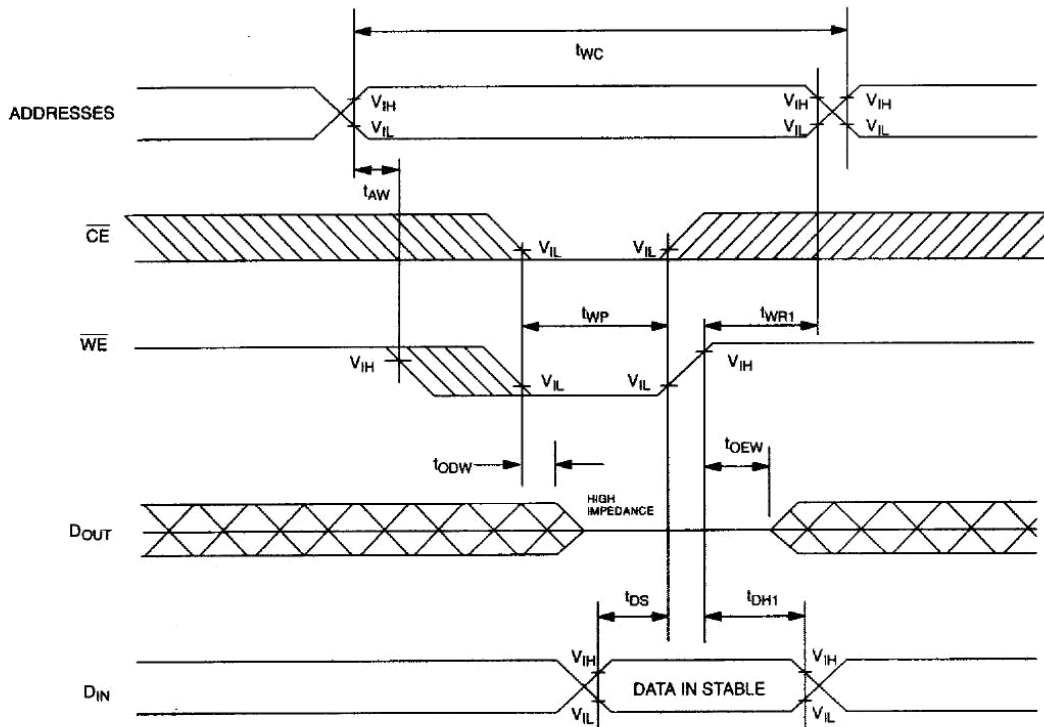 tWC
ADDRESSES
VIH
VIL
VIH
VIL
VIH
VIL
tAW
CE
VIL
VIL
tWP
tWR1
WE
VIH
VIL
VIL
VIH
tODW
tOEW
HIGH
IMPEDANCE
DOUT
tDS
tDH1
DIN
VIH
VIL
DATA IN STABLE
VIH
VIL